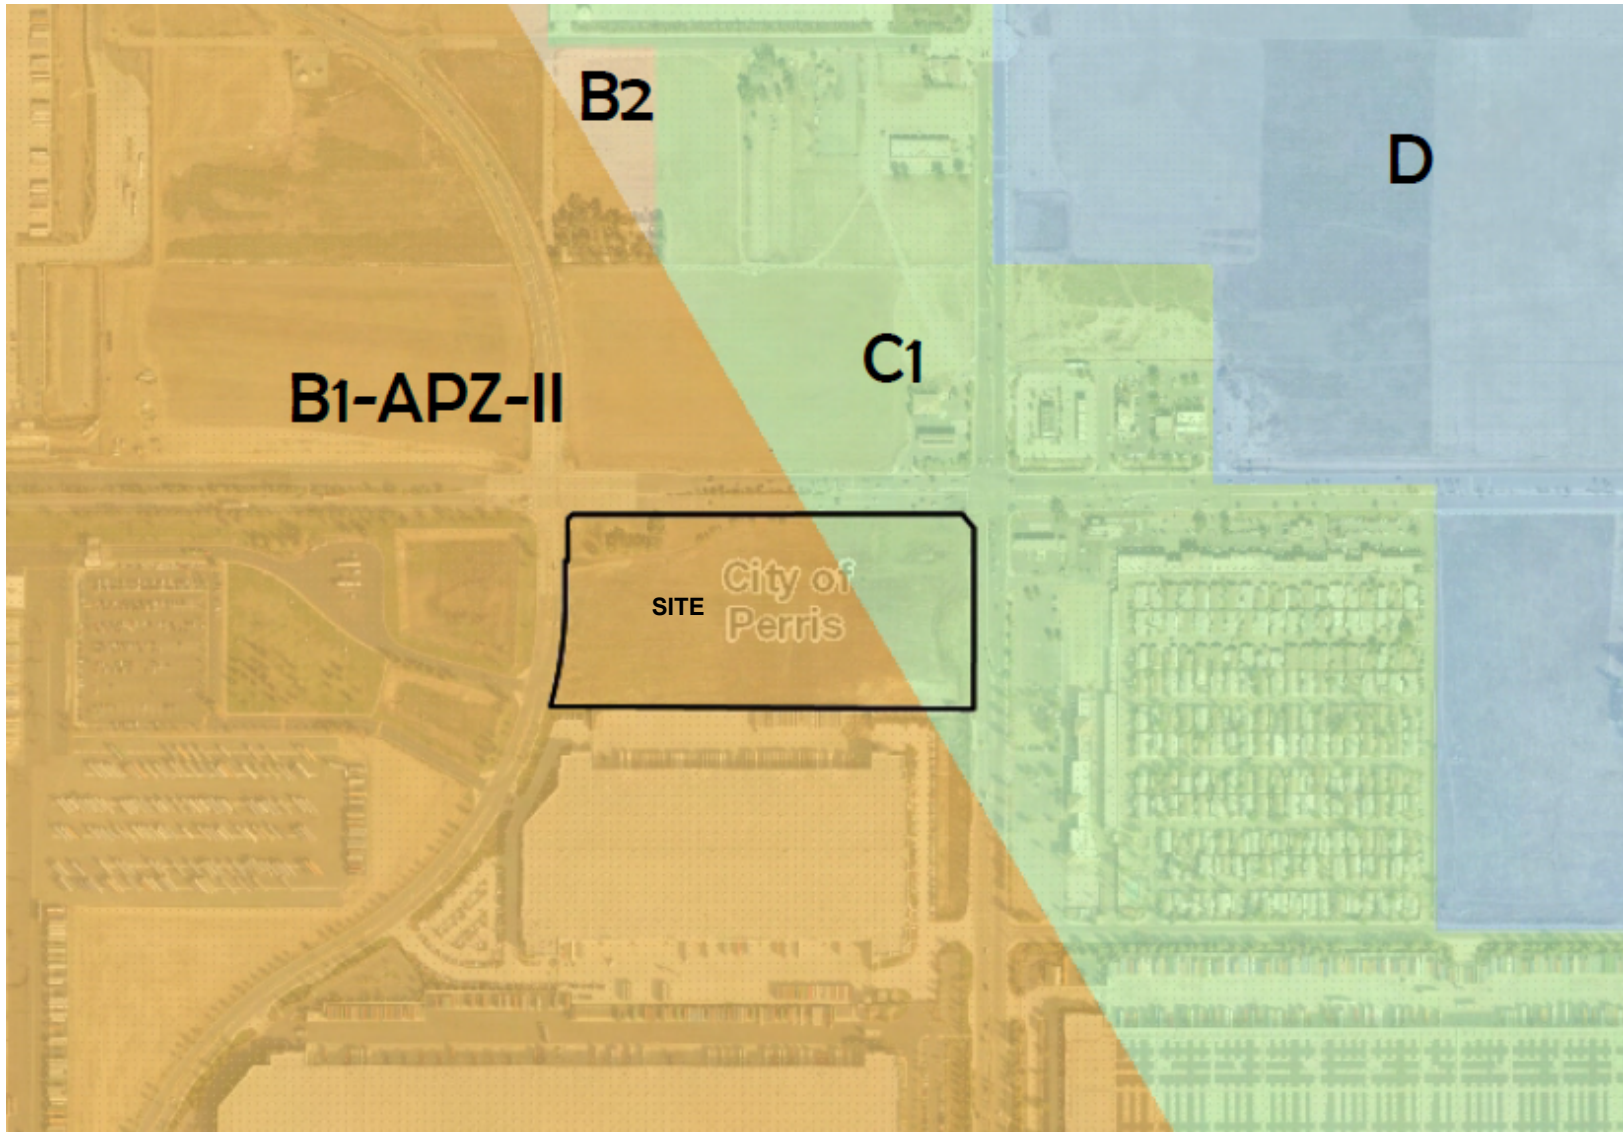 B2
D
C1
B1-APZ-II
City of
Perris
SITE